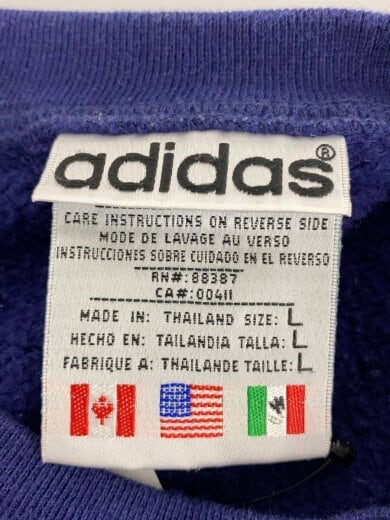 adidas®
CARE INSTRUCTIONS ON REVERSE SIDE
MODE DE LAVAGE AU VERSO
INSTRUCCIONES SOBRE CUIDADO EN EL REVERSO
RN#: 88387
CA#: 00411
MADE IN: THAILAND SIZE: L
HECHO EN: TAILANDIA TALLA: L
FABRIQUE A: THAILANDE TAILLE: L